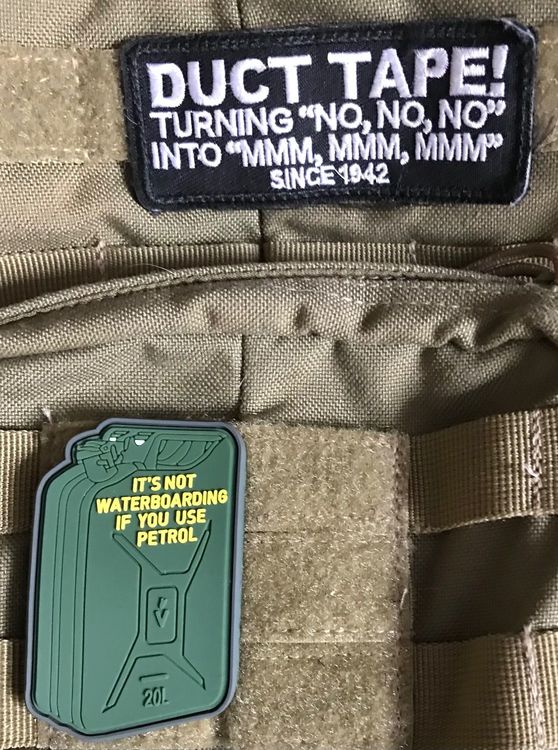 DUCT TAPE!
TURNING "NO, NO, NO"
INTO "MMM, MMM, MMM"
SINCE 1942
IT'S NOT
WATERBOARDING
IF YOU USE
PETROL
20L